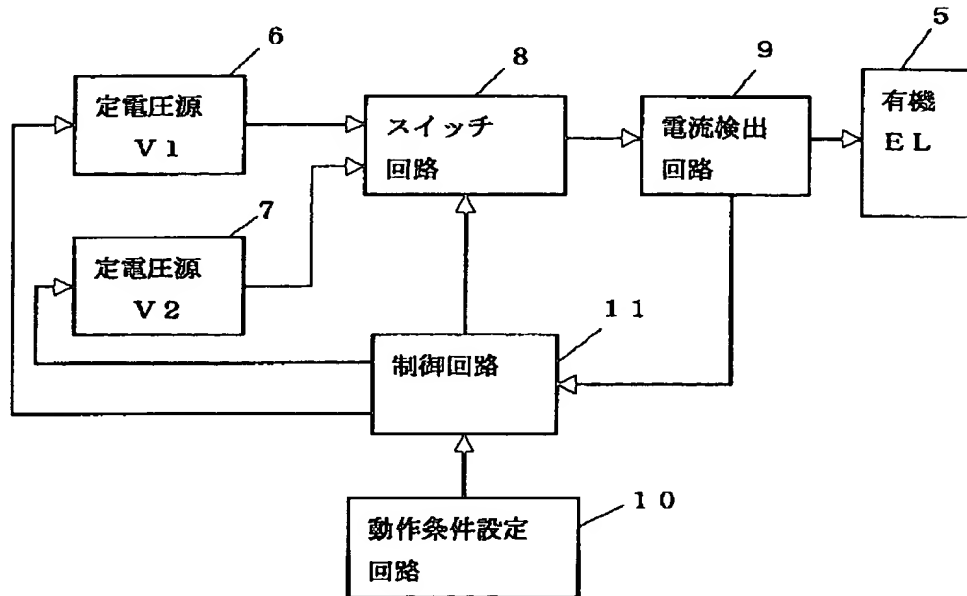 6
定電圧源
V1
8
スイッチ
回路
9
電流検出
回路
5
有機
EL
7
定電圧源
V2
11
制御回路
10
動作条件設定
回路